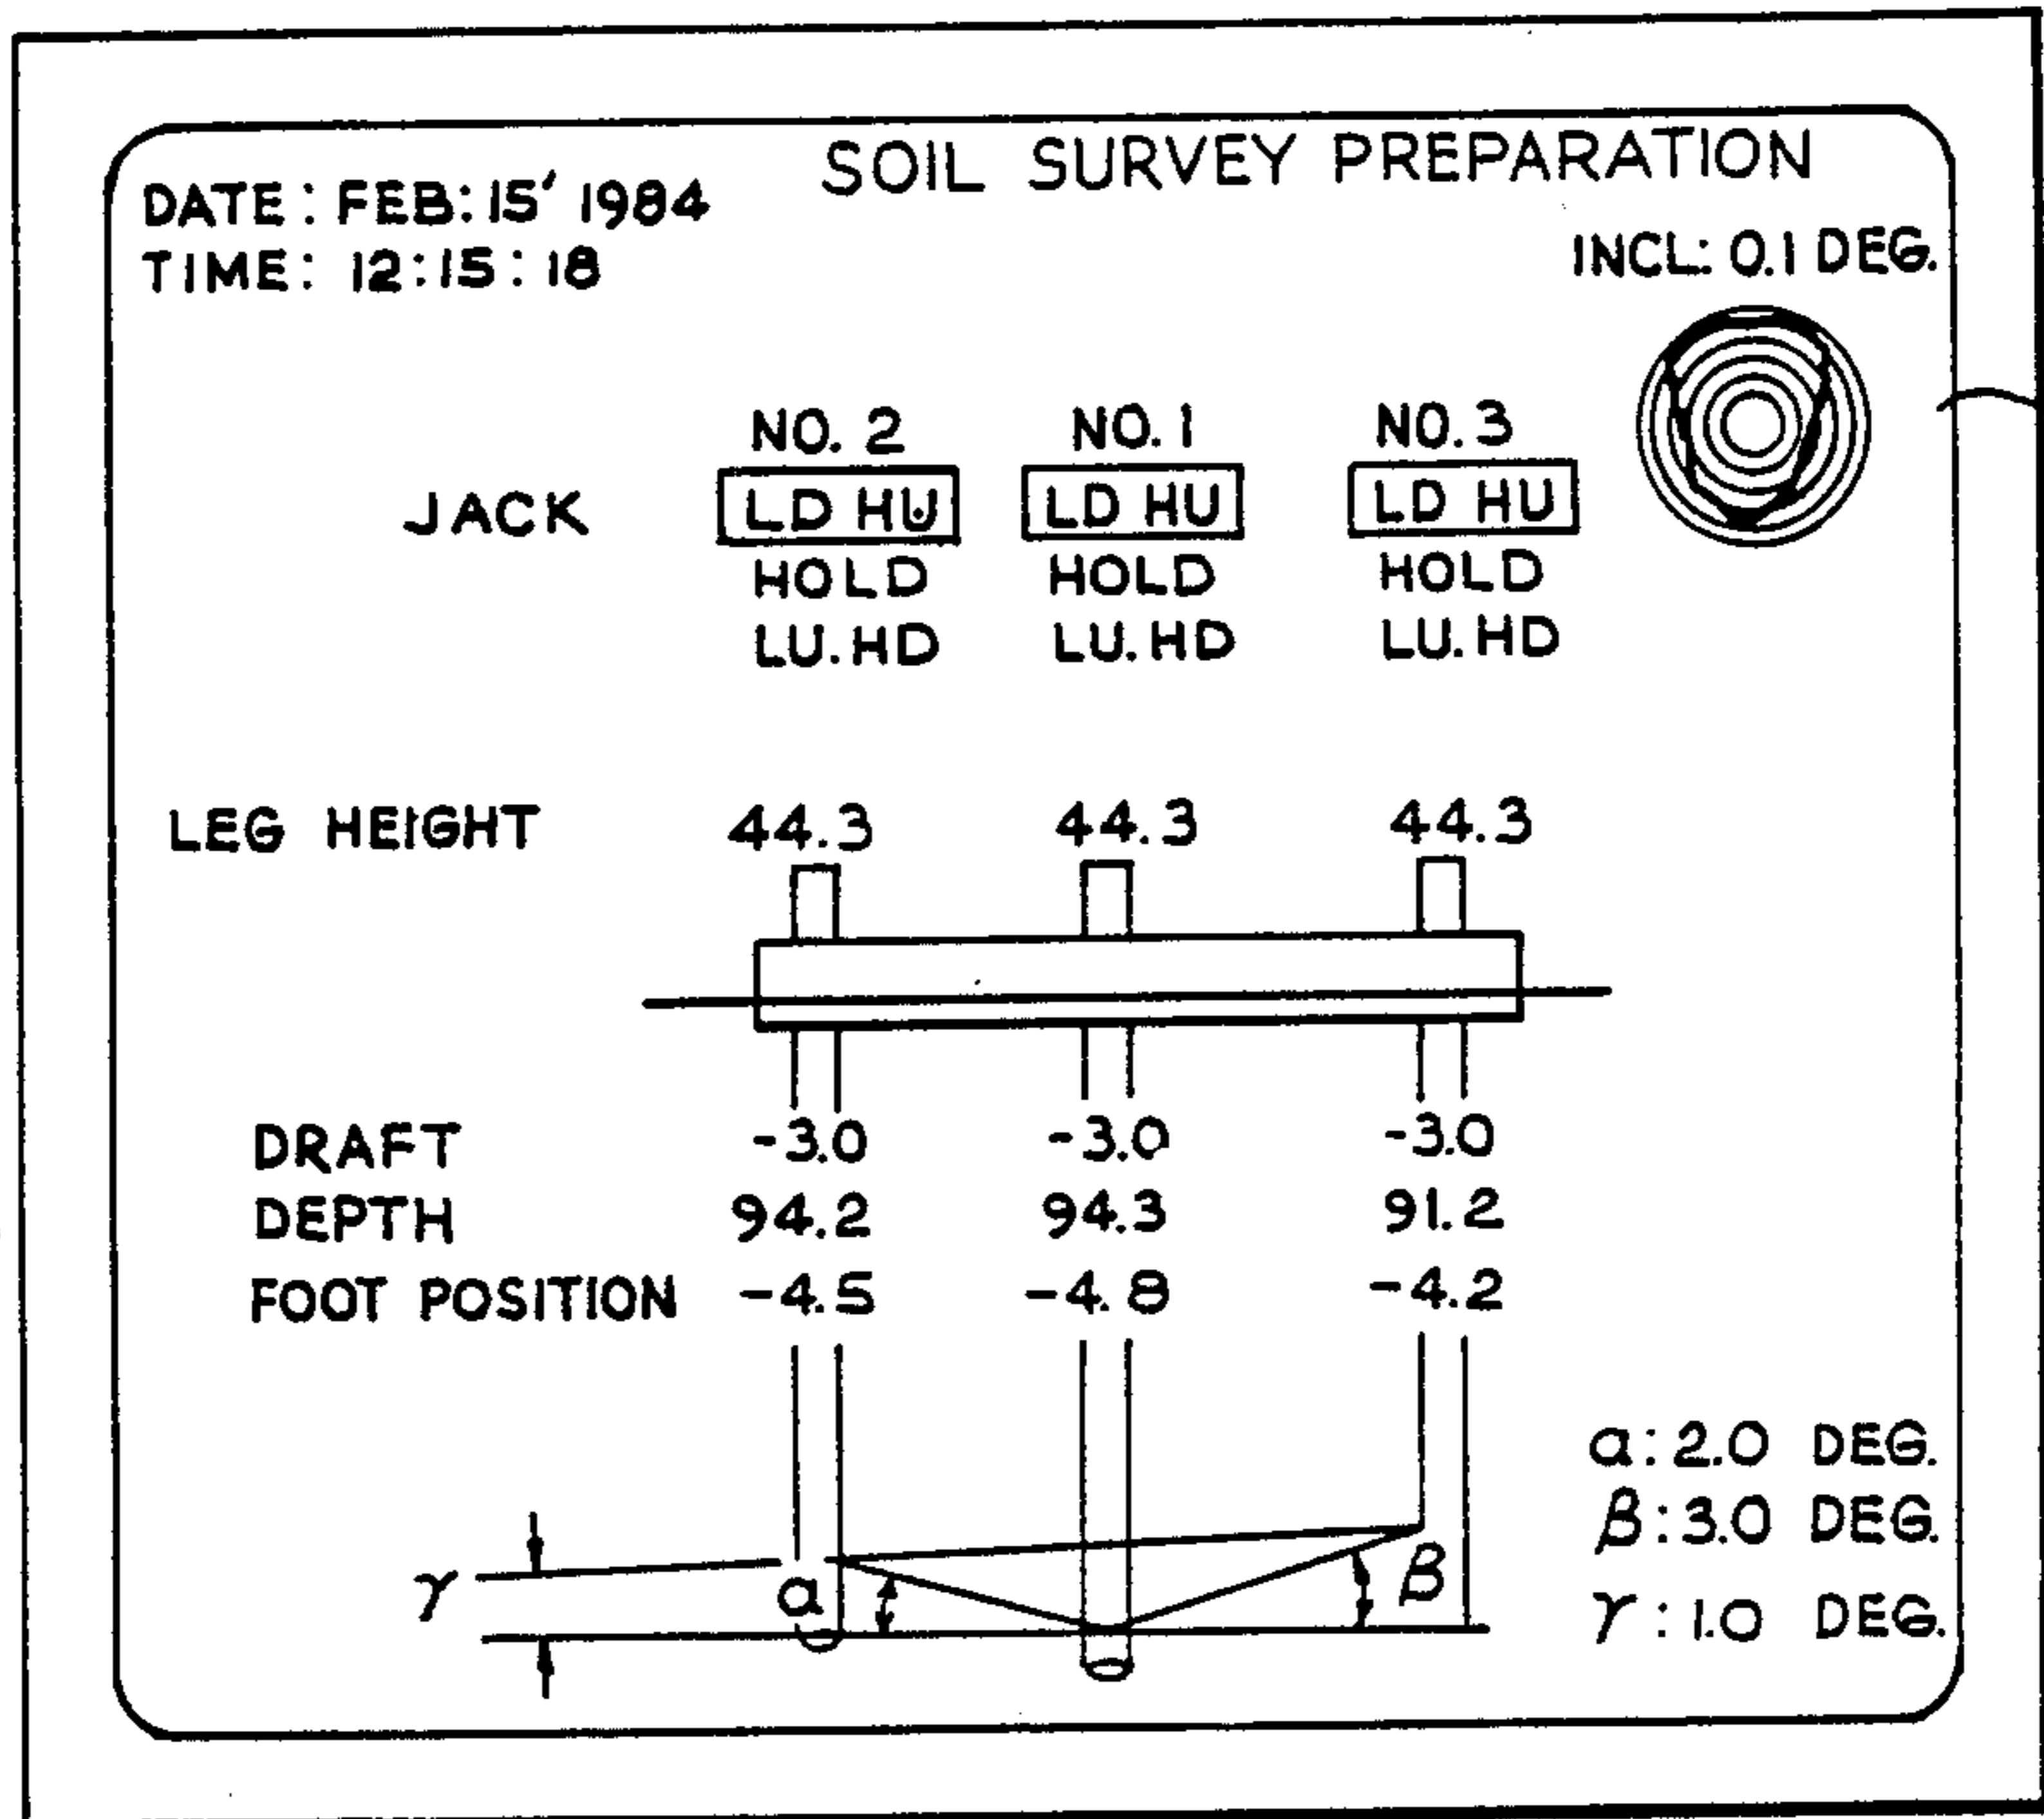 SOIL SURVEY PREPARATION
DATE : FEB: 15' 1984
TIME: 12:15:18
INCL: 0.1 DEG.
NO. 2 NO. 1 NO. 3
JACK LD HU LD HU LD HU
HOLD HOLD HOLD
LU.HD LU.HD LU.HD
LEG HEIGHT 44.3 44.3 44.3
DRAFT -3.0 -3.0 -3.0
DEPTH 94.2 94.3 91.2
FOOT POSITION -4.5 -4.8 -4.2
α: 2.0 DEG.
β: 3.0 DEG.
γ α β
γ: 1.0 DEG.